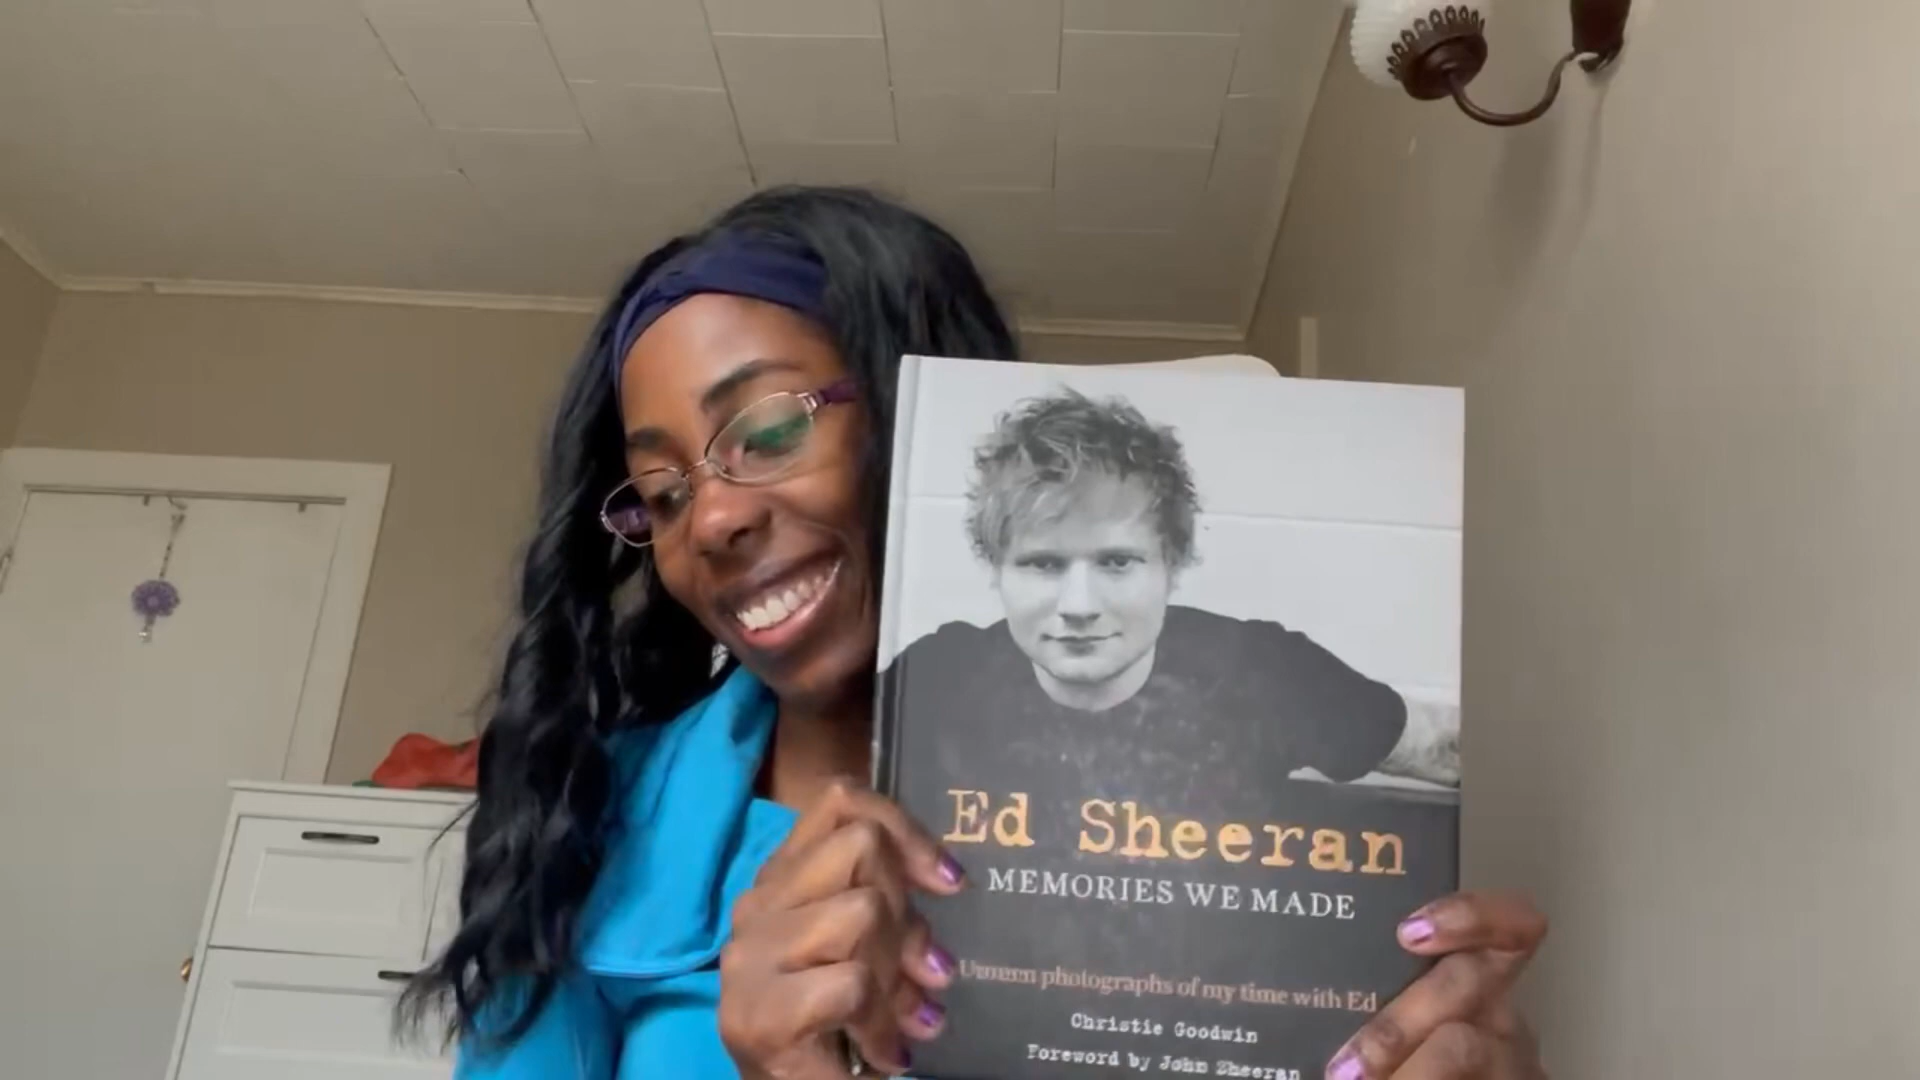 Ed Sheeran
MEMORIES WE MADE
Unseen photographs of my time with Ed
Christie Goodwin
Foreword by John Sheeran